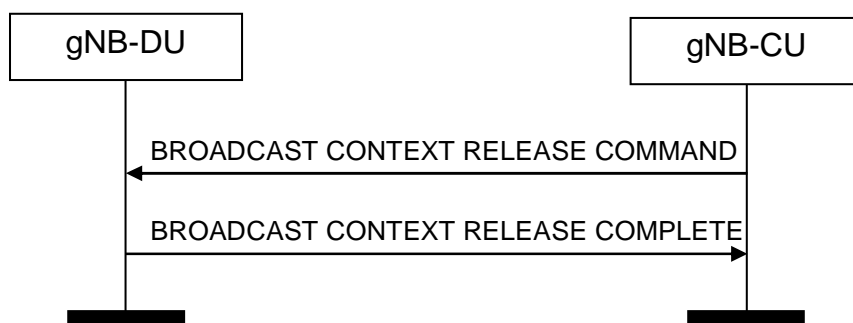 gNB-DU
gNB-CU
BROADCAST CONTEXT RELEASE COMMAND
BROADCAST CONTEXT RELEASE COMPLETE